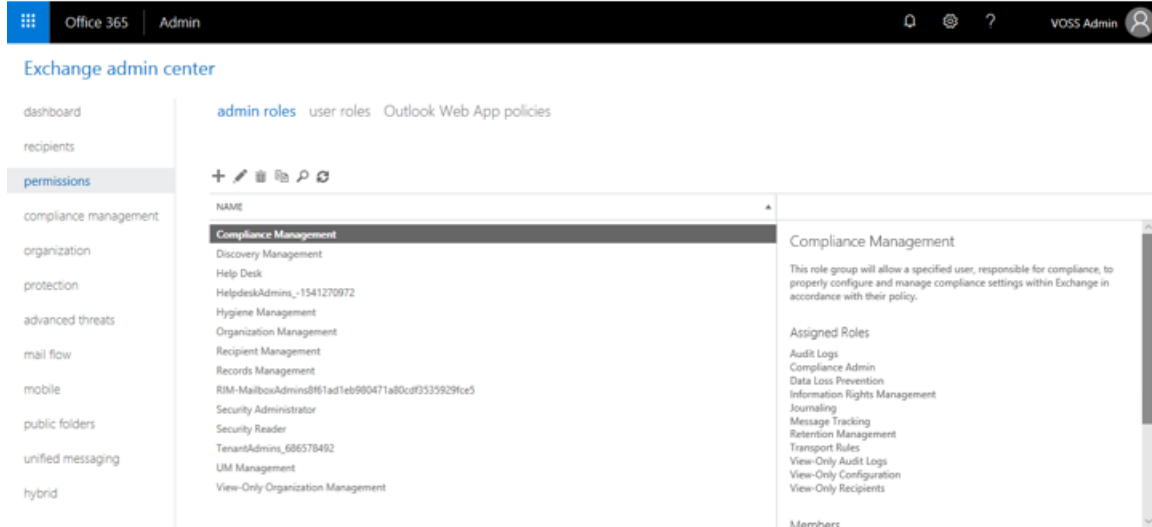 Office 365 Admin ? VOSS Admin
Exchange admin center
dashboard
recipients
permissions
compliance management
organization
protection
advanced threats
mail flow
mobile
public folders
unified messaging
hybrid
admin roles user roles Outlook Web App policies
NAME
Compliance Management
Discovery Management
Help Desk
HelpdeskAdmins_-1541270972
Hygiene Management
Organization Management
Recipient Management
Records Management
RIM-MailboxAdmins8f61ad1eb980471a80cdf3535929fce5
Security Administrator
Security Reader
TenantAdmins_686578492
UM Management
View-Only Organization Management
Compliance Management
This role group will allow a specified user, responsible for compliance, to
properly configure and manage compliance settings within Exchange in
accordance with their policy.
Assigned Roles
Audit Logs
Compliance Admin
Data Loss Prevention
Information Rights Management
Journaling
Message Tracking
Retention Management
Transport Rules
View-Only Audit Logs
View-Only Configuration
View-Only Recipients
Members